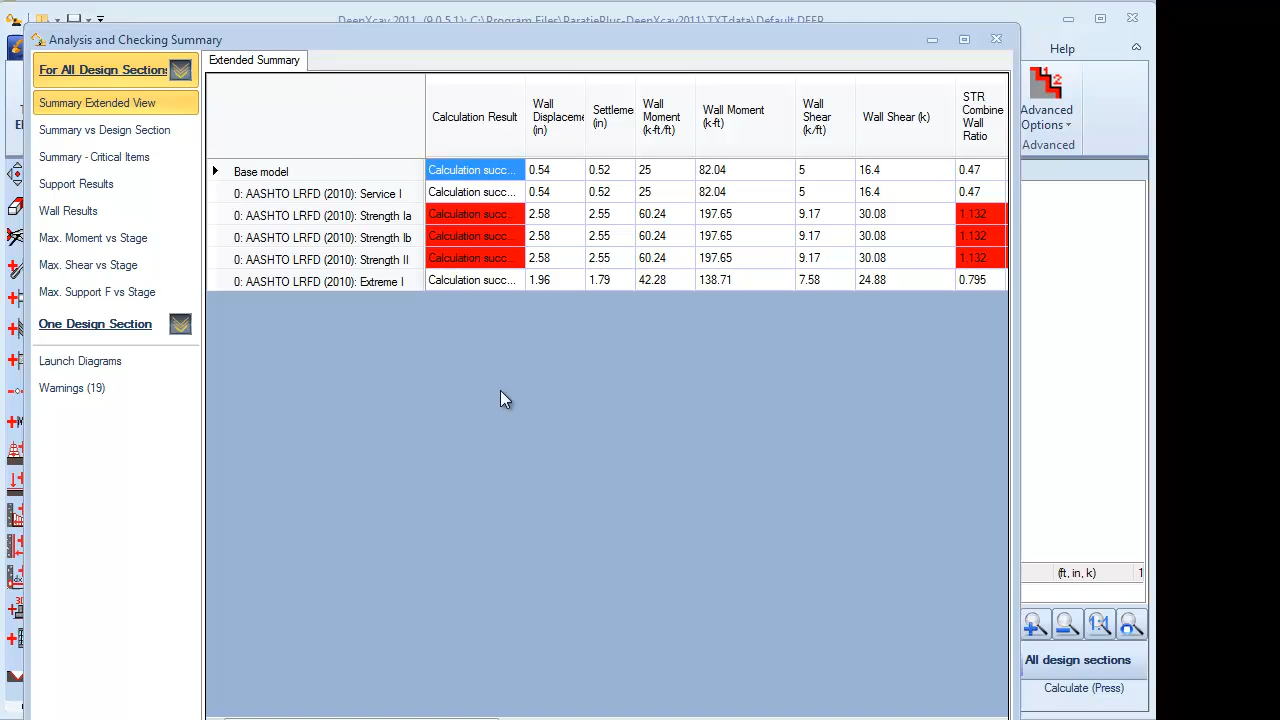 DeepXcav 2011 (9.0.5.1): C:\Program Files\ParatiePlus-DeepXcav2011\TXTdata\Default.DEEP
Analysis and Checking Summary
Help
For All Design Sections
Summary Extended View
Summary vs Design Section
Summary - Critical Items
Support Results
Wall Results
Max. Moment vs Stage
Max. Shear vs Stage
Max. Support F vs Stage
One Design Section
Launch Diagrams
Warnings (19)
Extended Summary
Calculation Result
Wall Displaceme (in)
Settleme (in)
Wall Moment (k-ft/ft)
Wall Moment (k-ft)
Wall Shear (k/ft)
Wall Shear (k)
STR Combine Wall Ratio
Base model Calculation succ... 0.54 0.52 25 82.04 5 16.4 0.47
0: AASHTO LRFD (2010): Service I Calculation succ... 0.54 0.52 25 82.04 5 16.4 0.47
0: AASHTO LRFD (2010): Strength Ia Calculation succ... 2.58 2.55 60.24 197.65 9.17 30.08 1.132
0: AASHTO LRFD (2010): Strength Ib Calculation succ... 2.58 2.55 60.24 197.65 9.17 30.08 1.132
0: AASHTO LRFD (2010): Strength II Calculation succ... 2.58 2.55 60.24 197.65 9.17 30.08 1.132
0: AASHTO LRFD (2010): Extreme I Calculation succ... 1.96 1.79 42.28 138.71 7.58 24.88 0.795
Advanced
Options
Advanced
(ft, in, k) 1
All design sections
Calculate (Press)